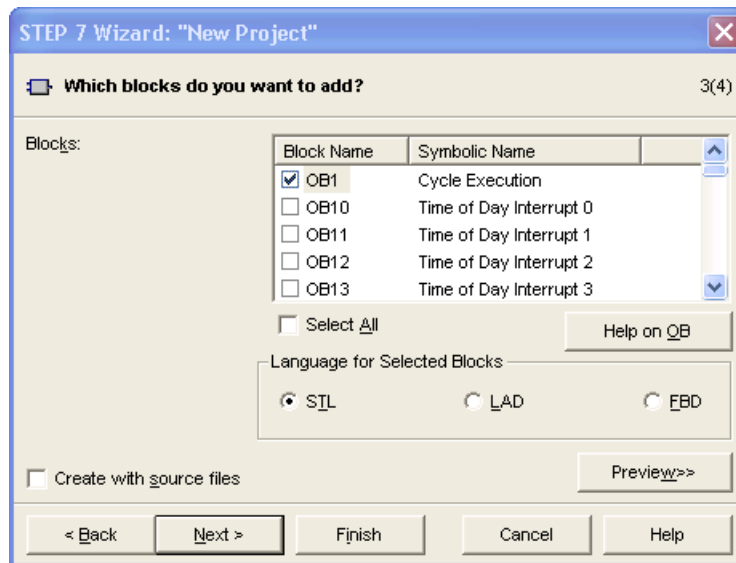 STEP 7 Wizard: "New Project"
Which blocks do you want to add? 3(4)
Blocks:
Block Name Symbolic Name
OB1 Cycle Execution
OB10 Time of Day Interrupt 0
OB11 Time of Day Interrupt 1
OB12 Time of Day Interrupt 2
OB13 Time of Day Interrupt 3
Select All
Help on OB
Language for Selected Blocks
STL LAD FBD
Create with source files
Preview>>
< Back Next > Finish Cancel Help